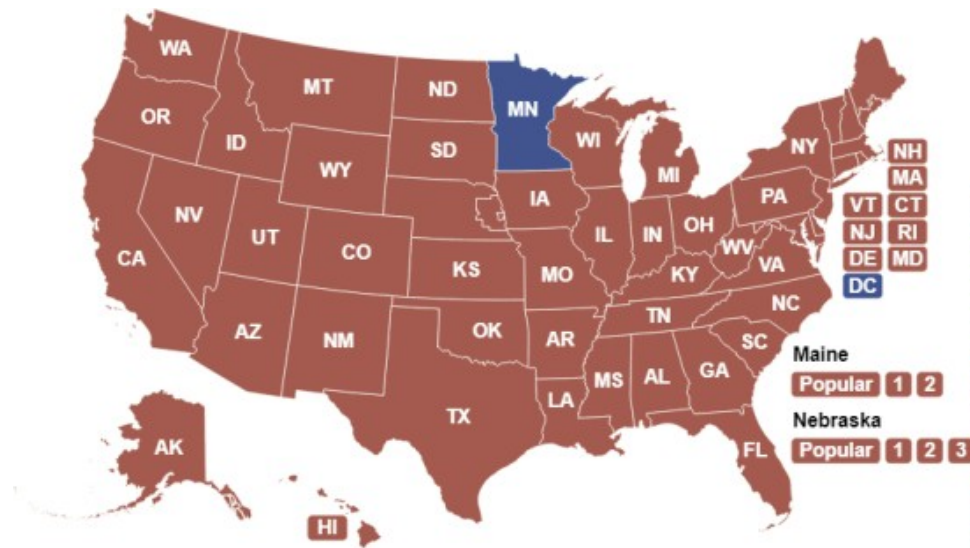 WA
MT
ND
MN
OR
ID
SD
WI
NY
NH
WY
MI
MA
IA
PA
VT CT
NV
UT
CO
IL
IN
OH
NJ RI
CA
KS
MO
WV
VA
DE MD
KY
DC
AZ
NM
OK
AR
TN
NC
SC
MS
AL
GA
Maine
Popular 1 2
TX
LA
Nebraska
AK
FL
Popular 1 2 3
HI